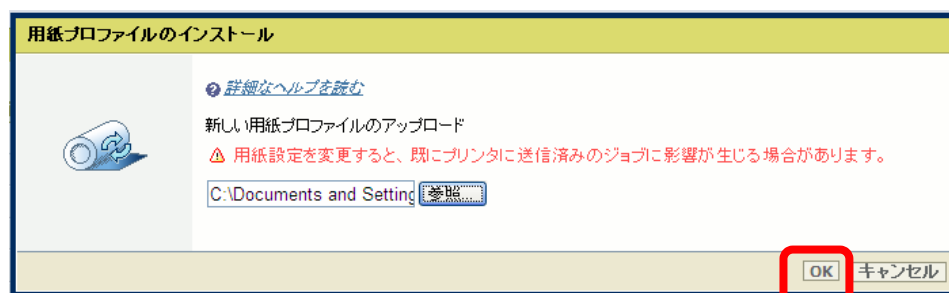 用紙プロファイルのインストール
詳細なヘルプを読む
新しい用紙プロファイルのアップロード
用紙設定を変更すると、既にプリンタに送信済みのジョブに影響が生じる場合があります。
C:\Documents and Setting 参照...
OK キャンセル